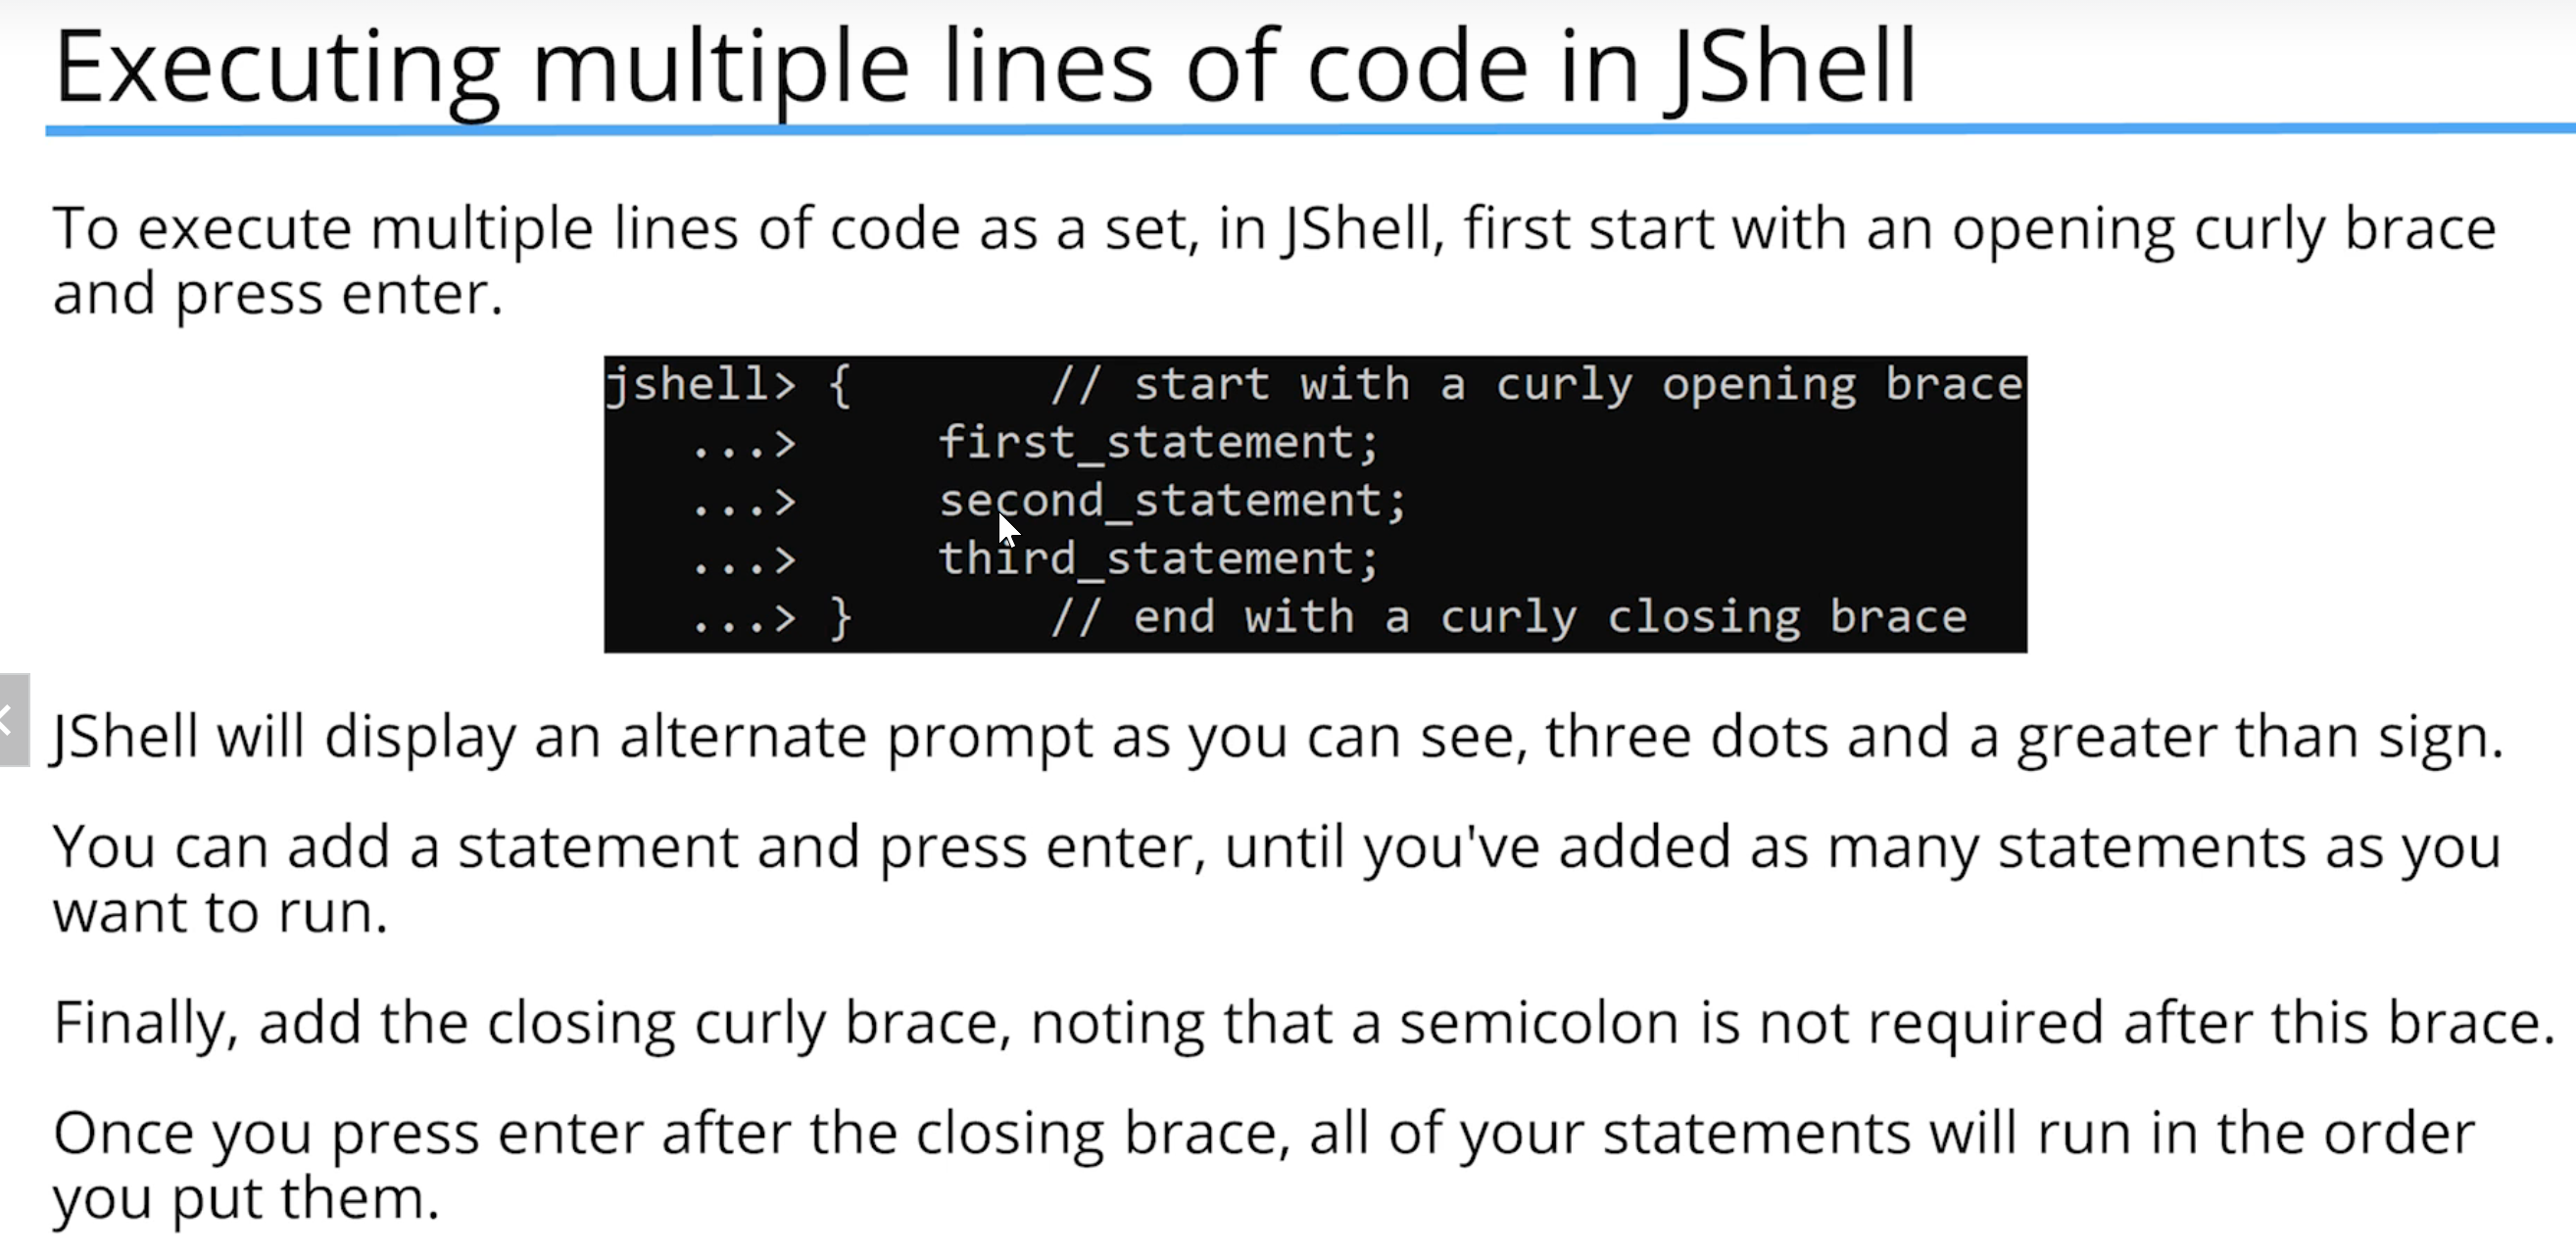 Executing multiple lines of code in JShell
To execute multiple lines of code as a set, in JShell, first start with an opening curly brace
and press enter.
jshell> {       // start with a curly opening brace
   ...>     first_statement;
   ...>     second_statement;
   ...>     third_statement;
   ...> }       // end with a curly closing brace
JShell will display an alternate prompt as you can see, three dots and a greater than sign.
You can add a statement and press enter, until you've added as many statements as you
want to run.
Finally, add the closing curly brace, noting that a semicolon is not required after this brace.
Once you press enter after the closing brace, all of your statements will run in the order
you put them.